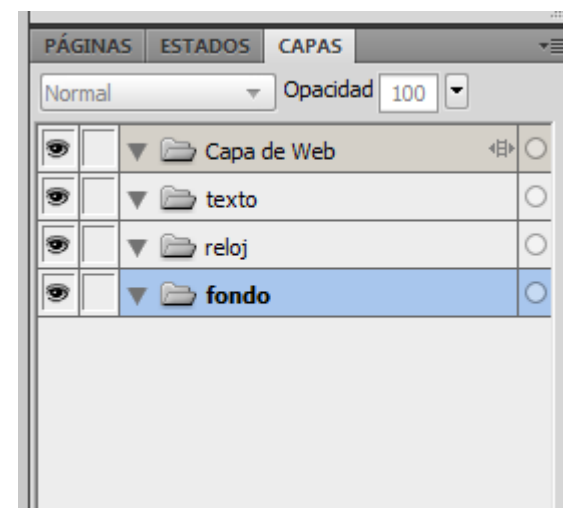 PÁGINAS ESTADOS CAPAS
Normal Opacidad 100
Capa de Web
texto
reloj
fondo